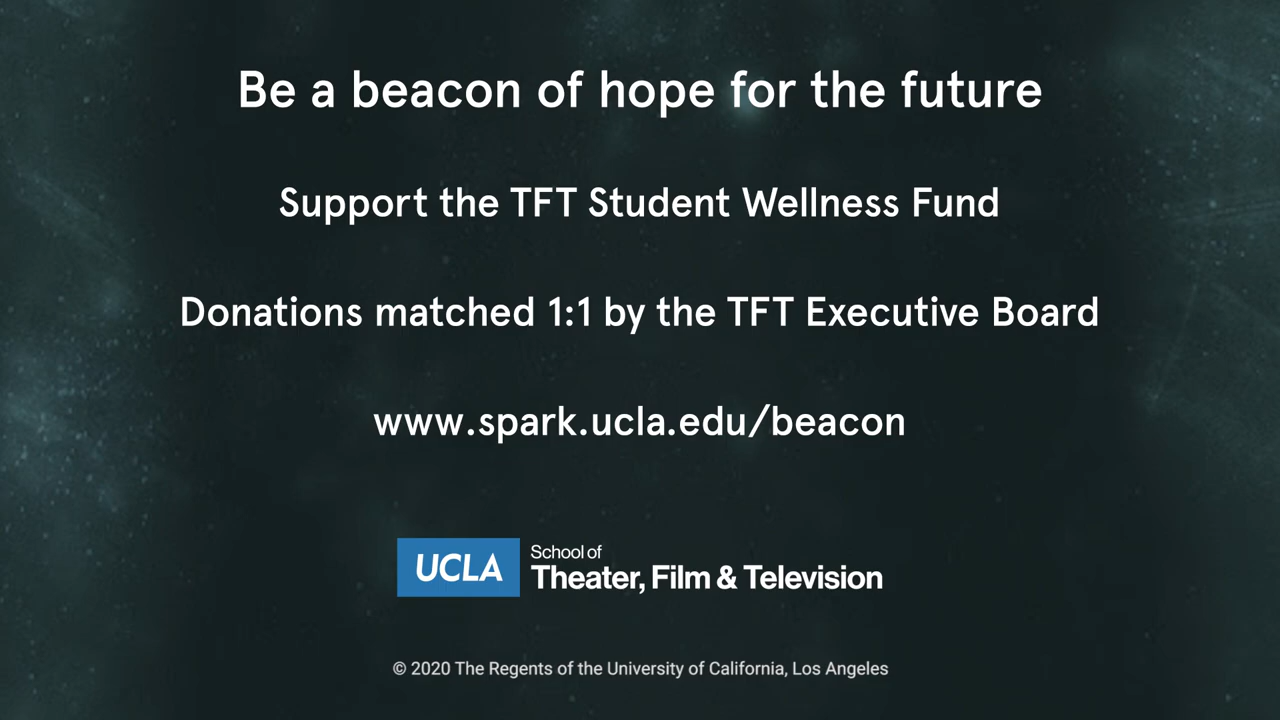 Be a beacon of hope for the future
Support the TFT Student Wellness Fund
Donations matched 1:1 by the TFT Executive Board
www.spark.ucla.edu/beacon
UCLA
School of
Theater, Film & Television
© 2020 The Regents of the University of California, Los Angeles